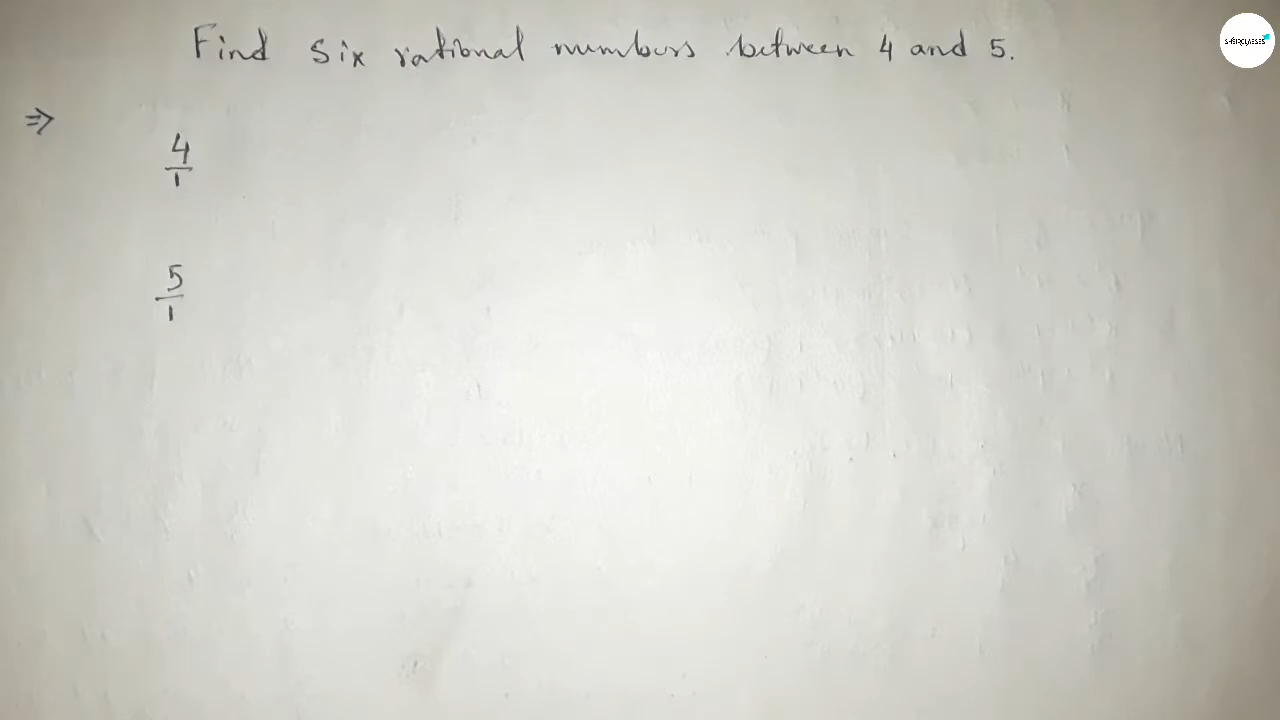 Find Six rational numbers between 4 and 5.
⇒
4/1
5/1